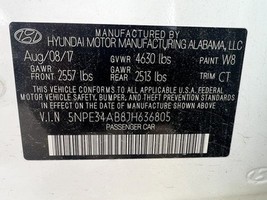 HYUNDAI MOTOR MANUFACTURING ALABAMA, LLC
Aug/08/17 GVWR 4630 lbs PAINT W8
GAWR FRONT 2557 lbs GAWR REAR 2513 lbs TRIM CT
THIS VEHICLE CONFORMS TO ALL APPLICABLE
U.S. FEDERAL MOTOR VEHICLE SAFETY, BUMPER,
AND THEFT PREVENTION STANDARDS IN EFFECT
ON THE DATE OF MANUFACTURE SHOWN ABOVE.
V.I.N 5NPE34AB8JH636805
PASSENGER CAR